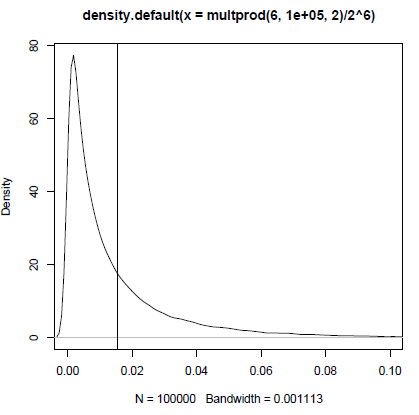 density.default(x = multprod(6, 1e+05, 2)/2^6)
80
60
40
20
0
Density
0.00 0.02 0.04 0.06 0.08 0.10
N = 100000 Bandwidth = 0.001113